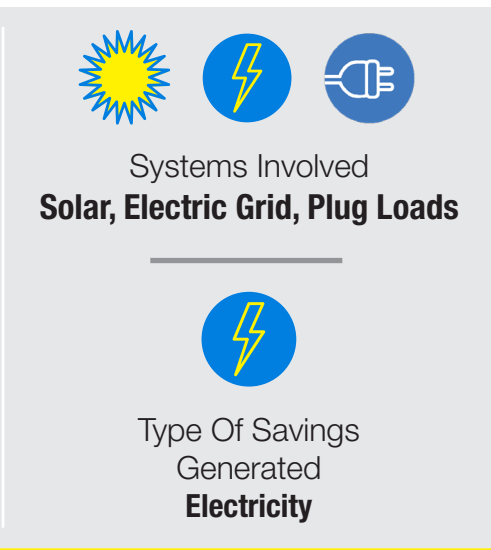 Systems Involved
Solar, Electric Grid, Plug Loads
Type Of Savings
Generated
Electricity